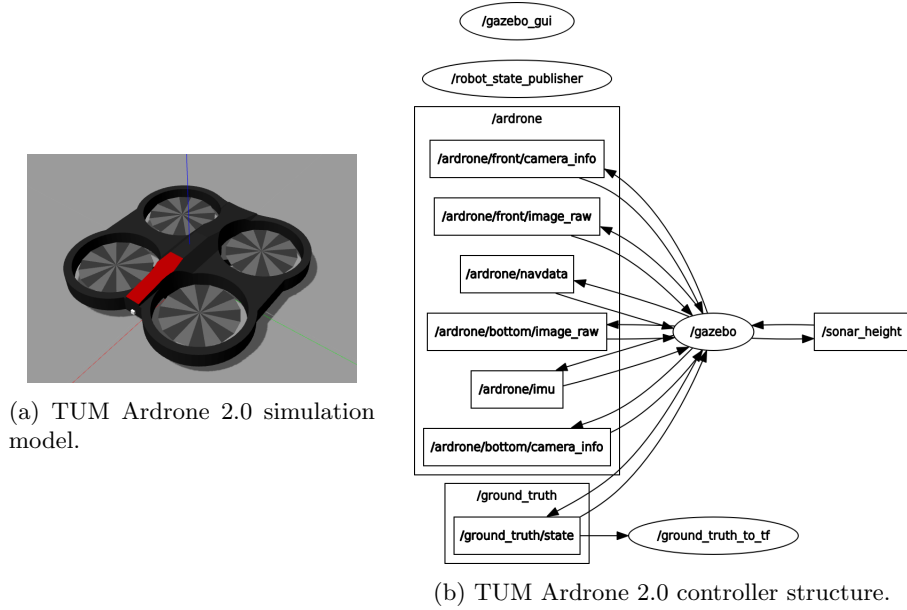 /gazebo_gui
/robot_state_publisher
/ardrone
/ardrone/front/camera_info
/ardrone/front/image_raw
/ardrone/navdata
/ardrone/bottom/image_raw
/gazebo
/sonar_height
/ardrone/imu
/ardrone/bottom/camera_info
/ground_truth
/ground_truth/state
/ground_truth_to_tf
(a) TUM Ardrone 2.0 simulation
model.
(b) TUM Ardrone 2.0 controller structure.